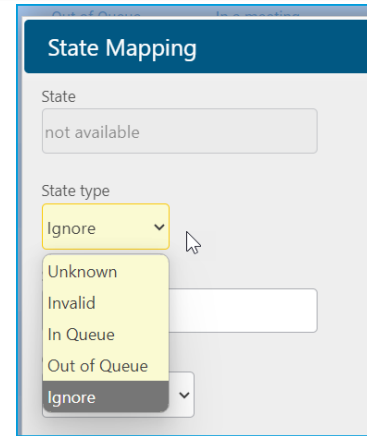 Out of Queue In a meeting
State Mapping
State
not available
State type
Ignore
Unknown
Invalid
In Queue
Out of Queue
Ignore